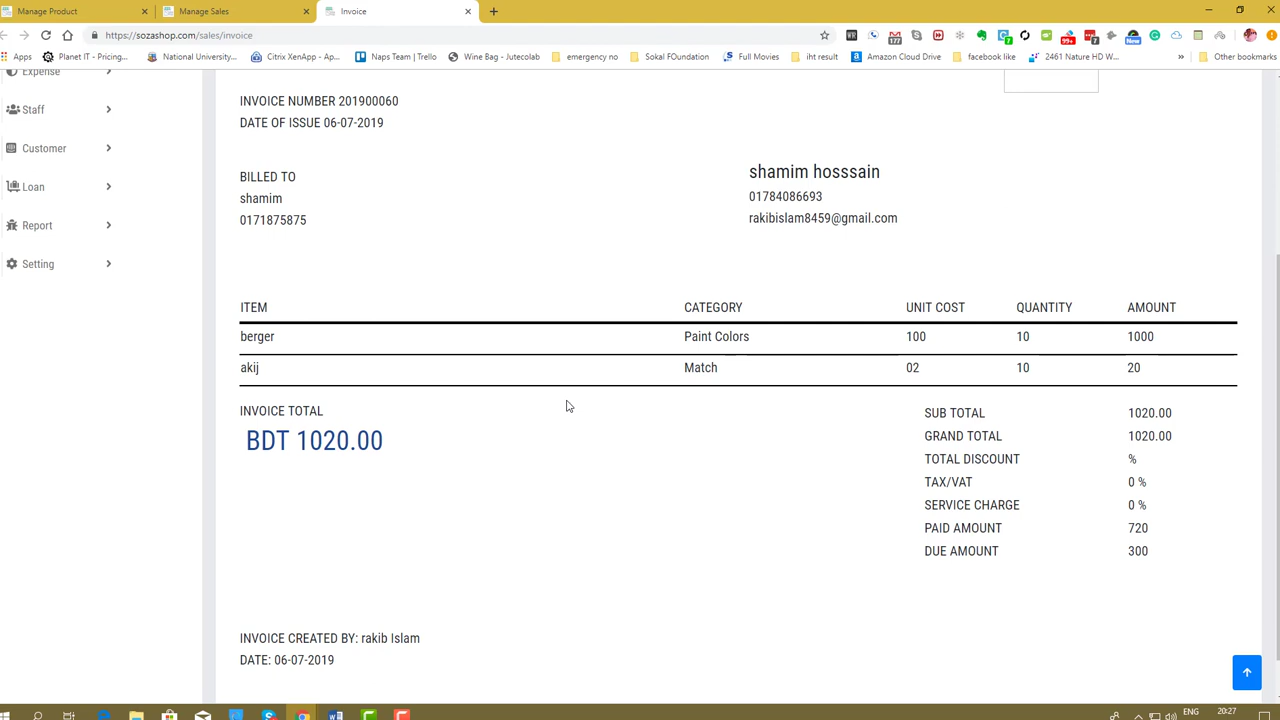 Manage Product
Manage Sales
Invoice
https://sozashop.com/sales/invoice
177
7
99+
New
Apps
Planet IT - Pricing...
National University...
Citrix XenApp - Ap...
Naps Team | Trello
Wine Bag - Jutecolab
emergency no
Sokal FOundation
Full Movies
iht result
Amazon Cloud Drive
facebook like
2461 Nature HD W...
»
Other bookmarks
Expense
Staff
Customer
Loan
Report
Setting
INVOICE NUMBER 201900060
DATE OF ISSUE 06-07-2019
BILLED TO
shamim
0171875875
shamim hosssain
01784086693
rakibislam8459@gmail.com
ITEM CATEGORY UNIT COST QUANTITY AMOUNT
berger Paint Colors 100 10 1000
akij Match 02 10 20
INVOICE TOTAL
BDT 1020.00
SUB TOTAL 1020.00
GRAND TOTAL 1020.00
TOTAL DISCOUNT %
TAX/VAT 0 %
SERVICE CHARGE 0 %
PAID AMOUNT 720
DUE AMOUNT 300
INVOICE CREATED BY: rakib Islam
DATE: 06-07-2019
ENG
20:27